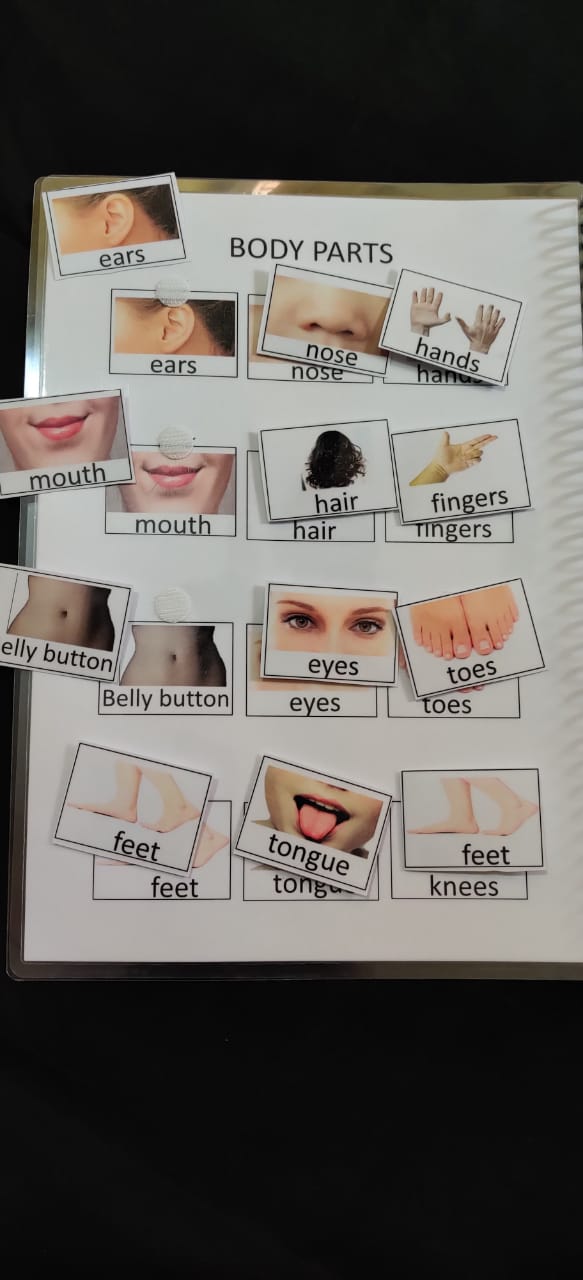 ears
BODY PARTS
ears
nose
nose
hands
hands
mouth
mouth
hair
hair
fingers
fingers
elly button
Belly button
eyes
eyes
toes
toes
feet
feet
tongue
tongu
feet
knees